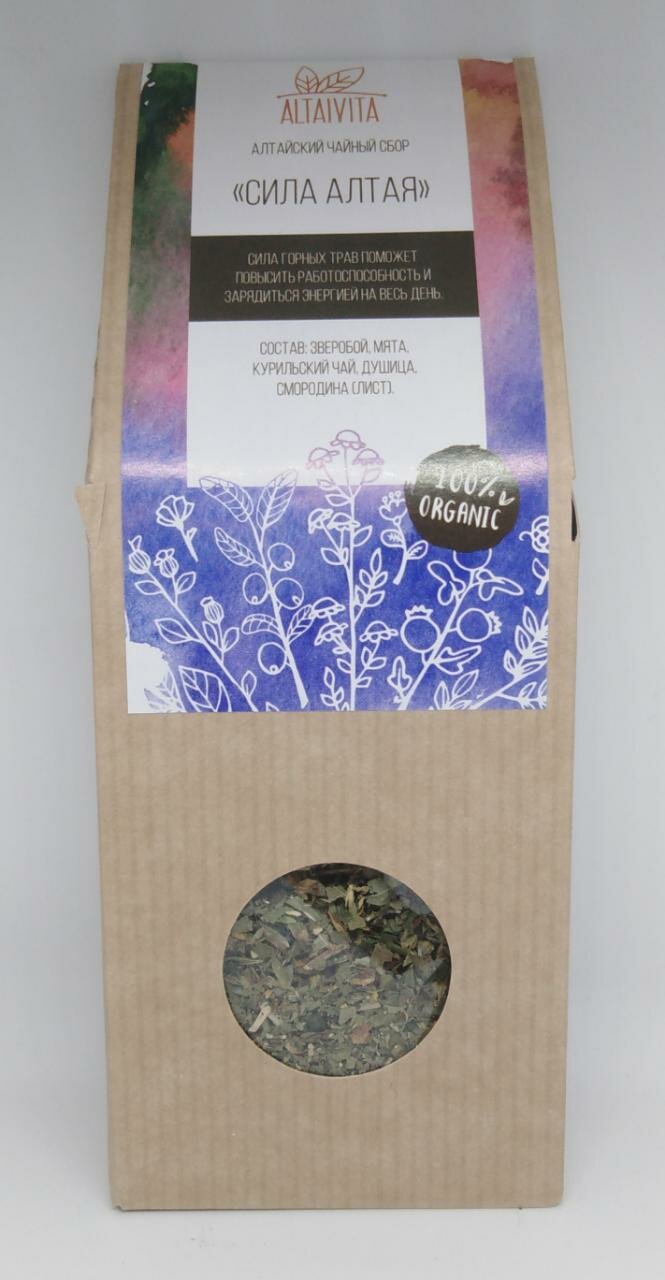 ALTAIVITA
АЛТАЙСКИЙ ЧАЙНЫЙ СБОР
«СИЛА АЛТАЯ»
СИЛА ГОРНЫХ ТРАВ ПОМОЖЕТ
ПОВЫСИТЬ РАБОТОСПОСОБНОСТЬ И
ЗАРЯДИТЬСЯ ЭНЕРГИЕЙ НА ВЕСЬ ДЕНЬ.
СОСТАВ: ЗВЕРОБОЙ, МЯТА,
КУРИЛЬСКИЙ ЧАЙ, ДУШИЦА,
СМОРОДИНА (ЛИСТ).
100%
ORGANIC